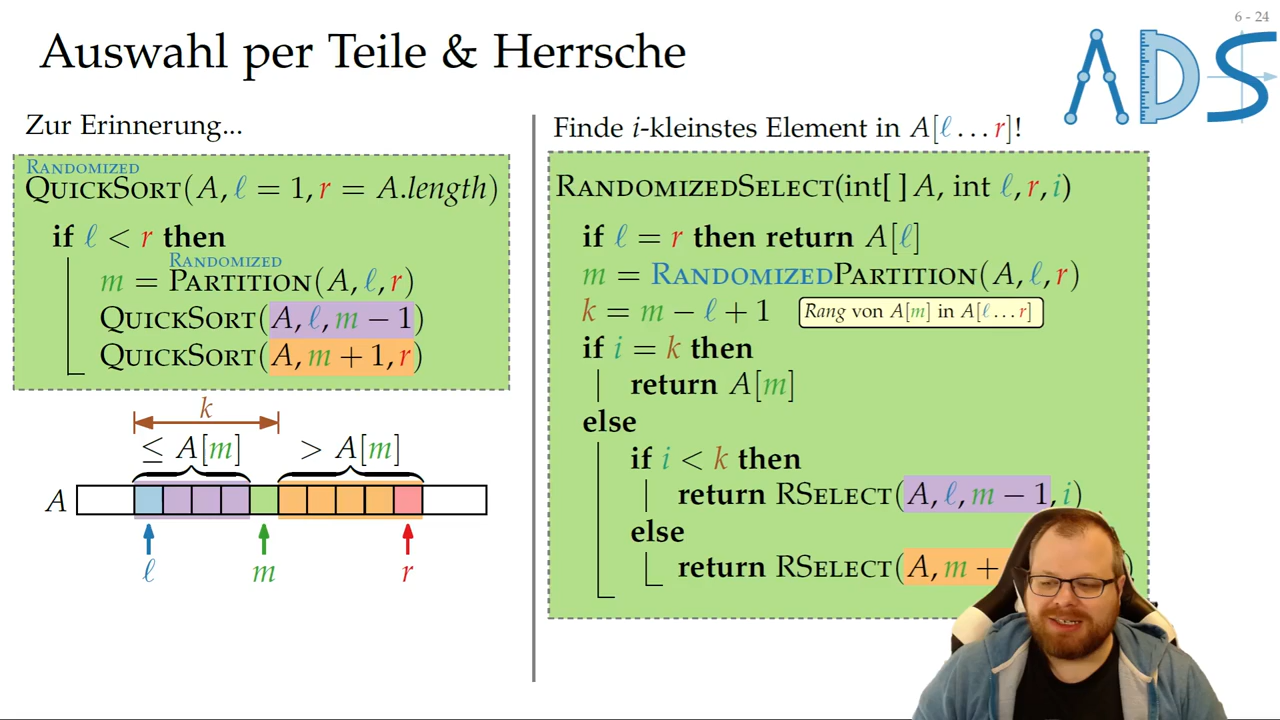 6 - 24
Auswahl per Teile & Herrsche
ADS
Zur Erinnerung...
RANDOMIZED
QUICKSORT(A, ℓ = 1, r = A.length)
if ℓ < r then
RANDOMIZED
m = PARTITION(A, ℓ, r)
QUICKSORT(A, ℓ, m − 1)
QUICKSORT(A, m + 1, r)
k
≤ A[m] > A[m]
A
ℓ m r
Finde i-kleinstes Element in A[ℓ . . . r]!
RANDOMIZEDSELECT(int[ ] A, int ℓ, r, i)
if ℓ = r then return A[ℓ]
m = RANDOMIZEDPARTITION(A, ℓ, r)
k = m − ℓ + 1 Rang von A[m] in A[ℓ . . . r]
if i = k then
return A[m]
else
if i < k then
return RSELECT(A, ℓ, m − 1, i)
else
return RSELECT(A, m +